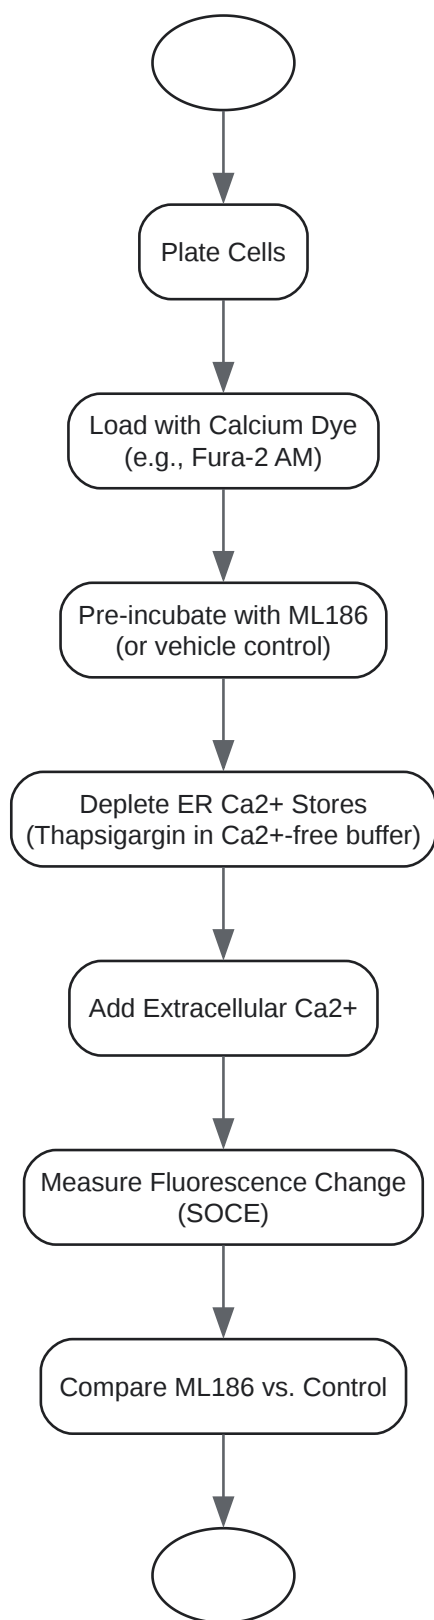 Plate Cells
Load with Calcium Dye
(e.g., Fura-2 AM)
Pre-incubate with ML186
(or vehicle control)
Deplete ER Ca2+ Stores
(Thapsigargin in Ca2+-free buffer)
Add Extracellular Ca2+
Measure Fluorescence Change
(SOCE)
Compare ML186 vs. Control